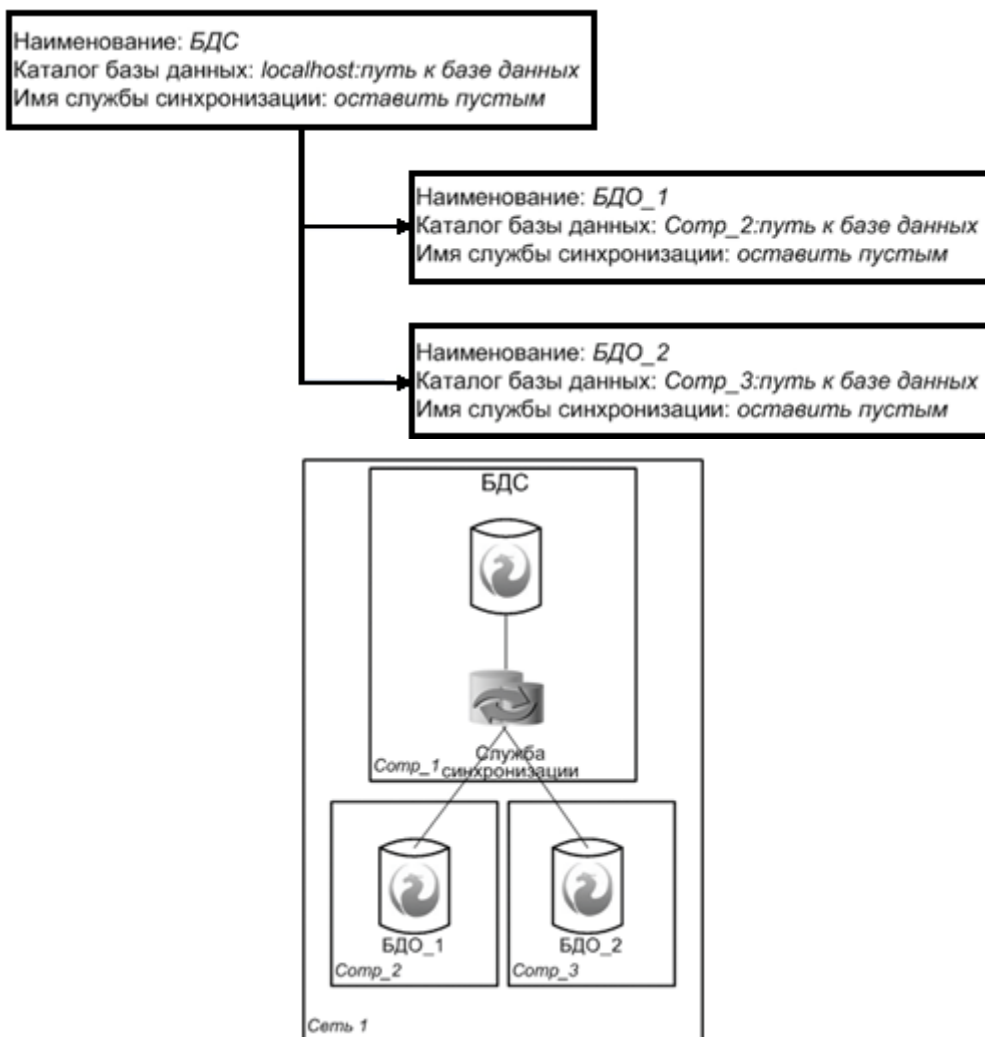 Наименование: БДС
Каталог базы данных: localhost:путь к базе данных
Имя службы синхронизации: оставить пустым
Наименование: БДО_1
Каталог базы данных: Comp_2:путь к базе данных
Имя службы синхронизации: оставить пустым
Наименование: БДО_2
Каталог базы данных: Comp_3:путь к базе данных
Имя службы синхронизации: оставить пустым
БДС
Служба
Comp_1 синхронизации
БДО_1
БДО_2
Comp_2
Comp_3
Сеть 1